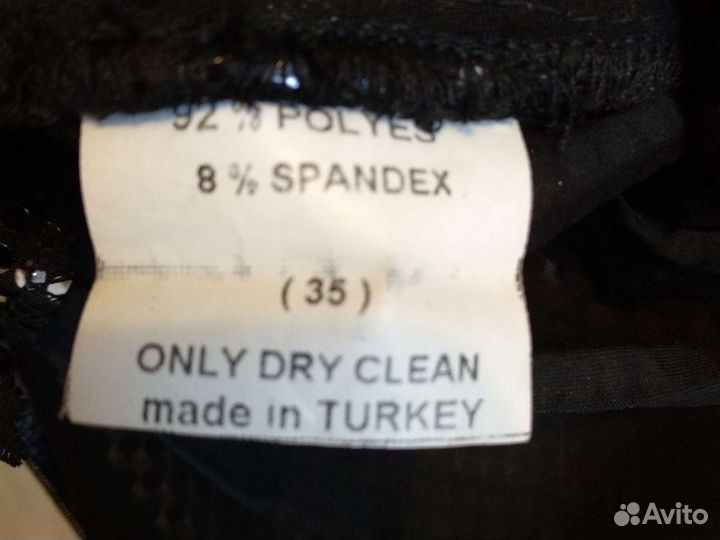 92 % POLYES
8 % SPANDEX
( 35 )
ONLY DRY CLEAN
made in TURKEY
Avito